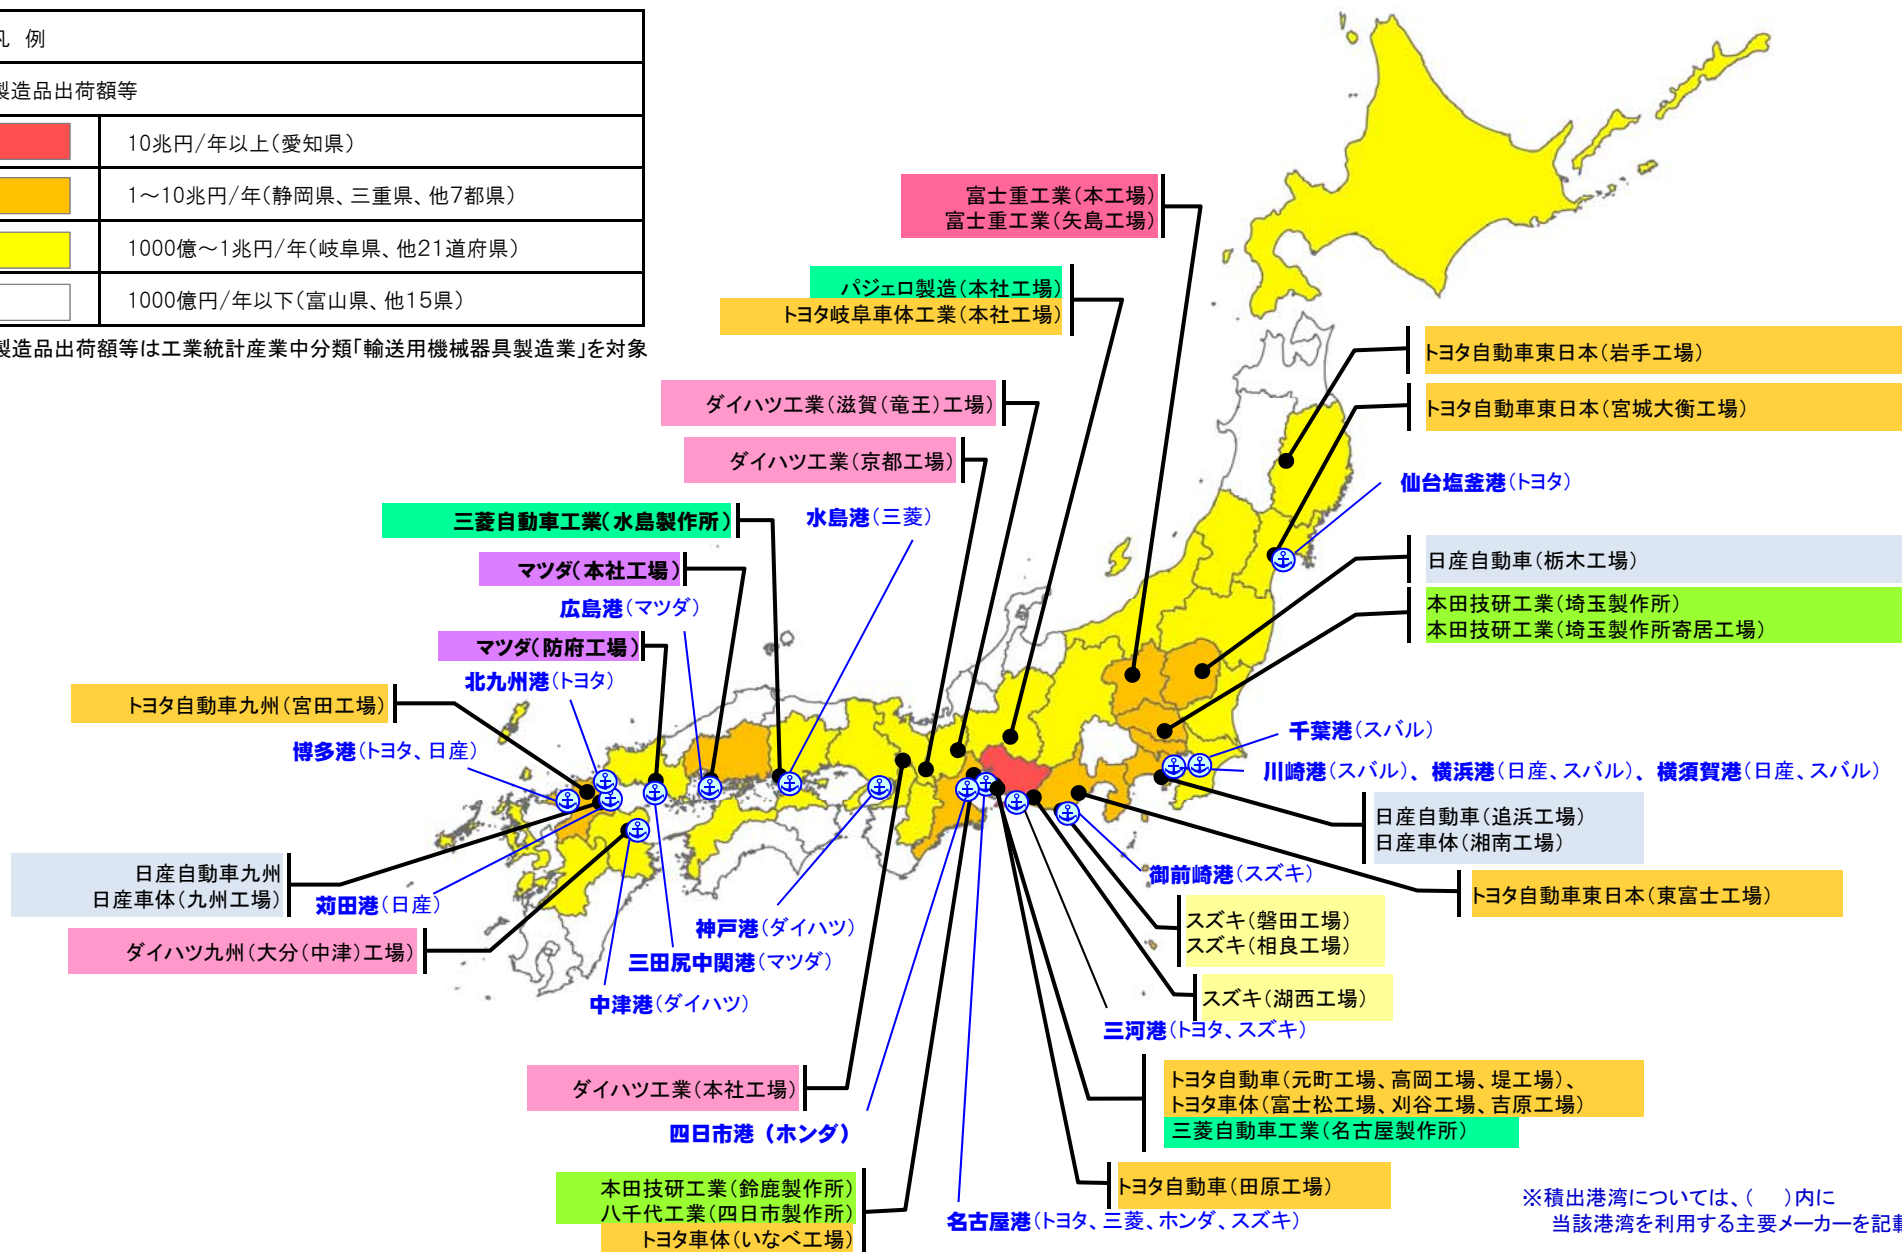 凡 例
製造品出荷額等
10兆円/年以上(愛知県)
1～10兆円/年(静岡県、三重県、他7都県)
1000億～1兆円/年(岐阜県、他21道府県)
1000億円/年以下(富山県、他15県)
製造品出荷額等は工業統計産業中分類「輸送用機械器具製造業」を対象
富士重工業(本工場)
富士重工業(矢島工場)
パジェロ製造(本社工場)
トヨタ岐阜車体工業(本社工場)
トヨタ自動車東日本(岩手工場)
ダイハツ工業(滋賀(竜王)工場)
トヨタ自動車東日本(宮城大衡工場)
ダイハツ工業(京都工場)
仙台塩釜港(トヨタ)
三菱自動車工業(水島製作所)
水島港(三菱)
マツダ(本社工場)
日産自動車(栃木工場)
広島港(マツダ)
本田技研工業(埼玉製作所)
本田技研工業(埼玉製作所寄居工場)
マツダ(防府工場)
北九州港(トヨタ)
トヨタ自動車九州(宮田工場)
博多港(トヨタ、日産)
千葉港(スバル)
川崎港(スバル)、横浜港(日産、スバル)、横須賀港(日産、スバル)
日産自動車(追浜工場)
日産車体(湘南工場)
日産自動車九州
日産車体(九州工場)
苅田港(日産)
御前崎港(スズキ)
トヨタ自動車東日本(東富士工場)
神戸港(ダイハツ)
スズキ(磐田工場)
スズキ(相良工場)
ダイハツ九州(大分(中津)工場)
三田尻中関港(マツダ)
中津港(ダイハツ)
スズキ(湖西工場)
三河港(トヨタ、スズキ)
ダイハツ工業(本社工場)
トヨタ自動車(元町工場、高岡工場、堤工場)、
トヨタ車体(富士松工場、刈谷工場、吉原工場)
三菱自動車工業(名古屋製作所)
四日市港(ホンダ)
本田技研工業(鈴鹿製作所)
八千代工業(四日市製作所)
トヨタ車体(いなべ工場)
トヨタ自動車(田原工場)
名古屋港(トヨタ、三菱、ホンダ、スズキ)
※積出港湾については、(　)内に
当該港湾を利用する主要メーカーを記載